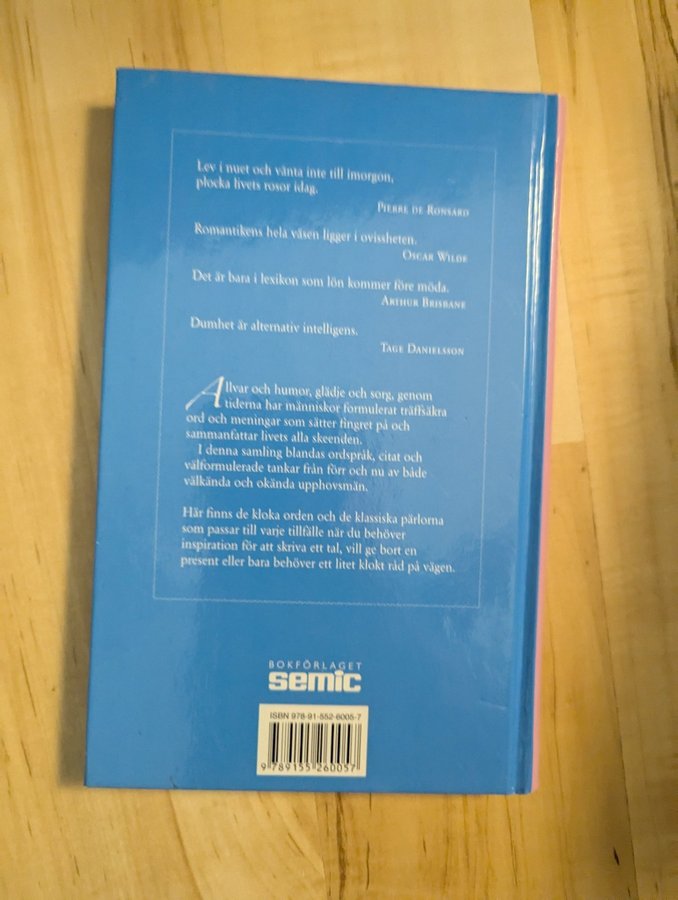 Lev i nuet och vänta inte till imorgon,
plocka livets rosor idag.
Pierre de Ronsard
Romantikens hela väsen ligger i ovissheten.
Oscar Wilde
Det är bara i lexikon som lön kommer före möda.
Arthur Brisbane
Dumhet är alternativ intelligens.
Tage Danielsson
Allvar och humor, glädje och sorg, genom
tiderna har människor formulerat träffsäkra
ord och meningar som sätter fingret på och
sammanfattar livets alla skeenden.
I denna samling blandas ordspråk, citat och
välformulerade tankar från förr och nu av både
välkända och okända upphovsmän.
Här finns de kloka orden och de klassiska pärlorna
som passar till varje tillfälle när du behöver
inspiration för att skriva ett tal, vill ge bort en
present eller bara behöver ett litet klokt råd på vägen.
BOKFÖRLAGET
semic
ISBN 978-91-552-6005-7
9 789155 260057